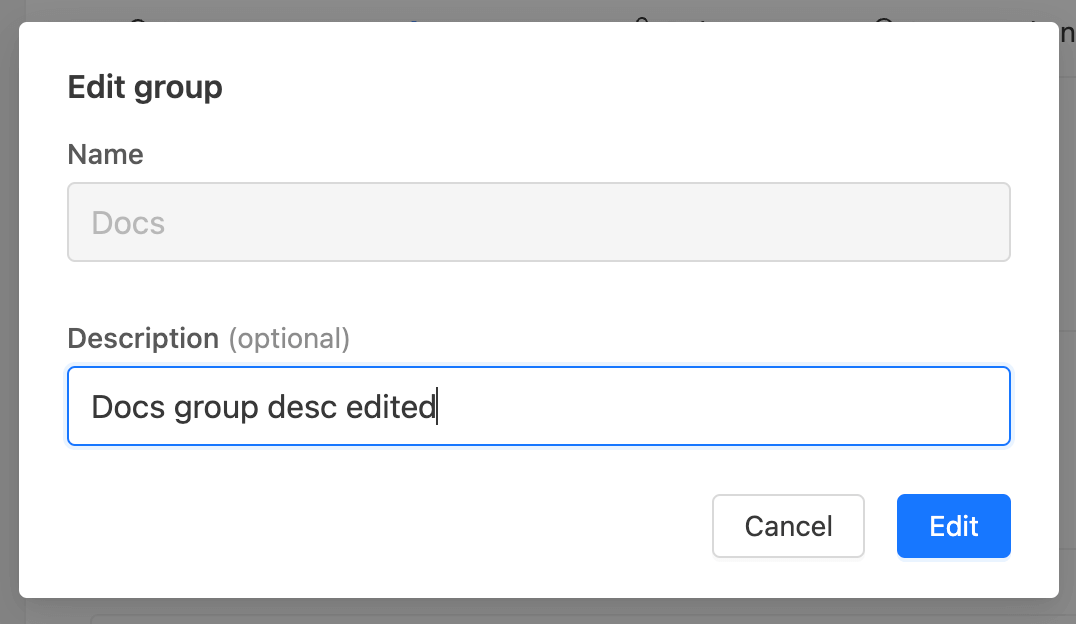 Edit group
Name
Docs
Description (optional)
Docs group desc edited
Cancel
Edit